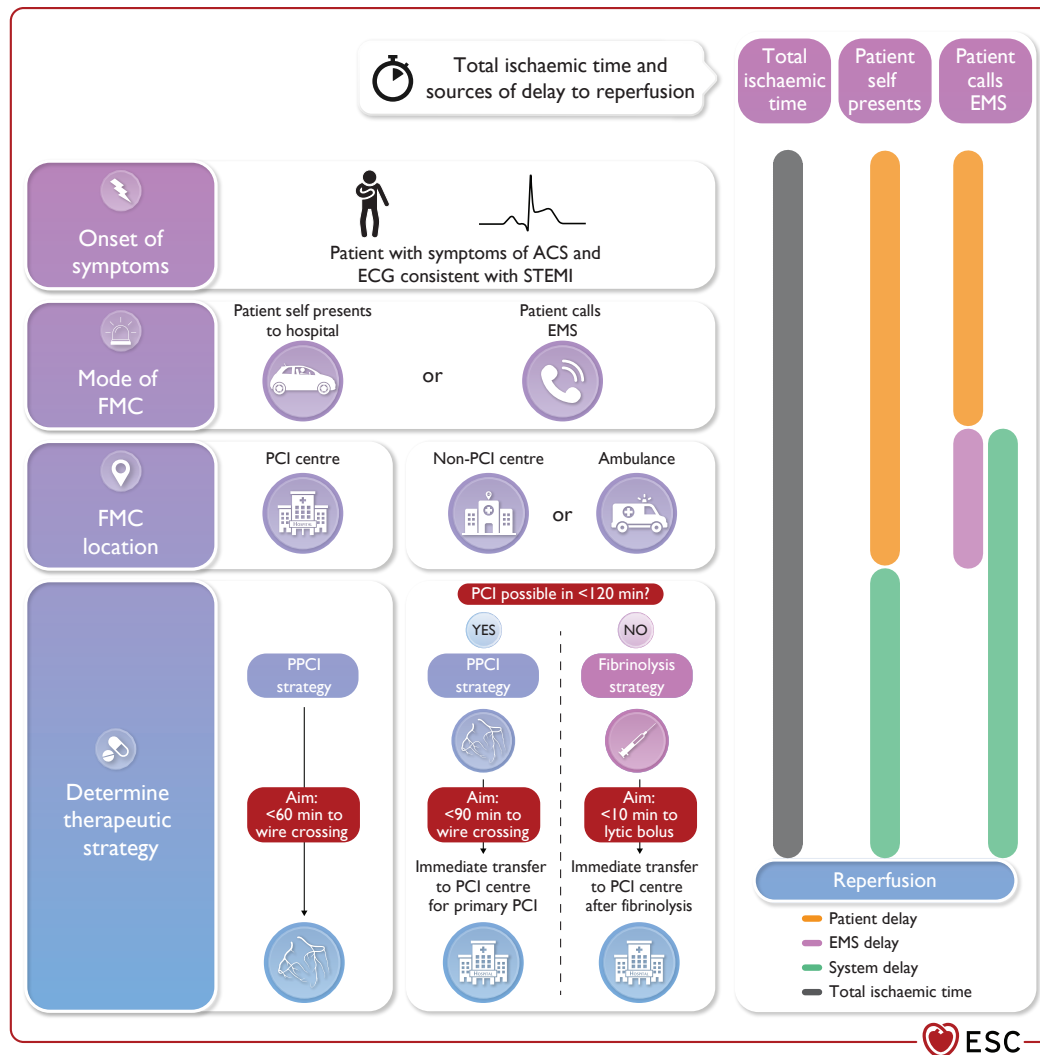 Total ischaemic time and
sources of delay to reperfusion
Total
ischaemic
time
Patient
self
presents
Patient
calls
EMS
Onset of
symptoms
Patient with symptoms of ACS and
ECG consistent with STEMI
Mode of
FMC
Patient self presents
to hospital
or
Patient calls
EMS
FMC
location
PCI centre
HOSPITAL
Non-PCI centre
or
Ambulance
Determine
therapeutic
strategy
PPCI
strategy
Aim:
<60 min to
wire crossing
PCI possible in <120 min?
YES
PPCI
strategy
Aim:
<90 min to
wire crossing
Immediate transfer
to PCI centre
for primary PCI
HOSPITAL
NO
Fibrinolysis
strategy
Aim:
<10 min to
lytic bolus
Immediate transfer
to PCI centre
after fibrinolysis
HOSPITAL
Reperfusion
Patient delay
EMS delay
System delay
Total ischaemic time
ESC